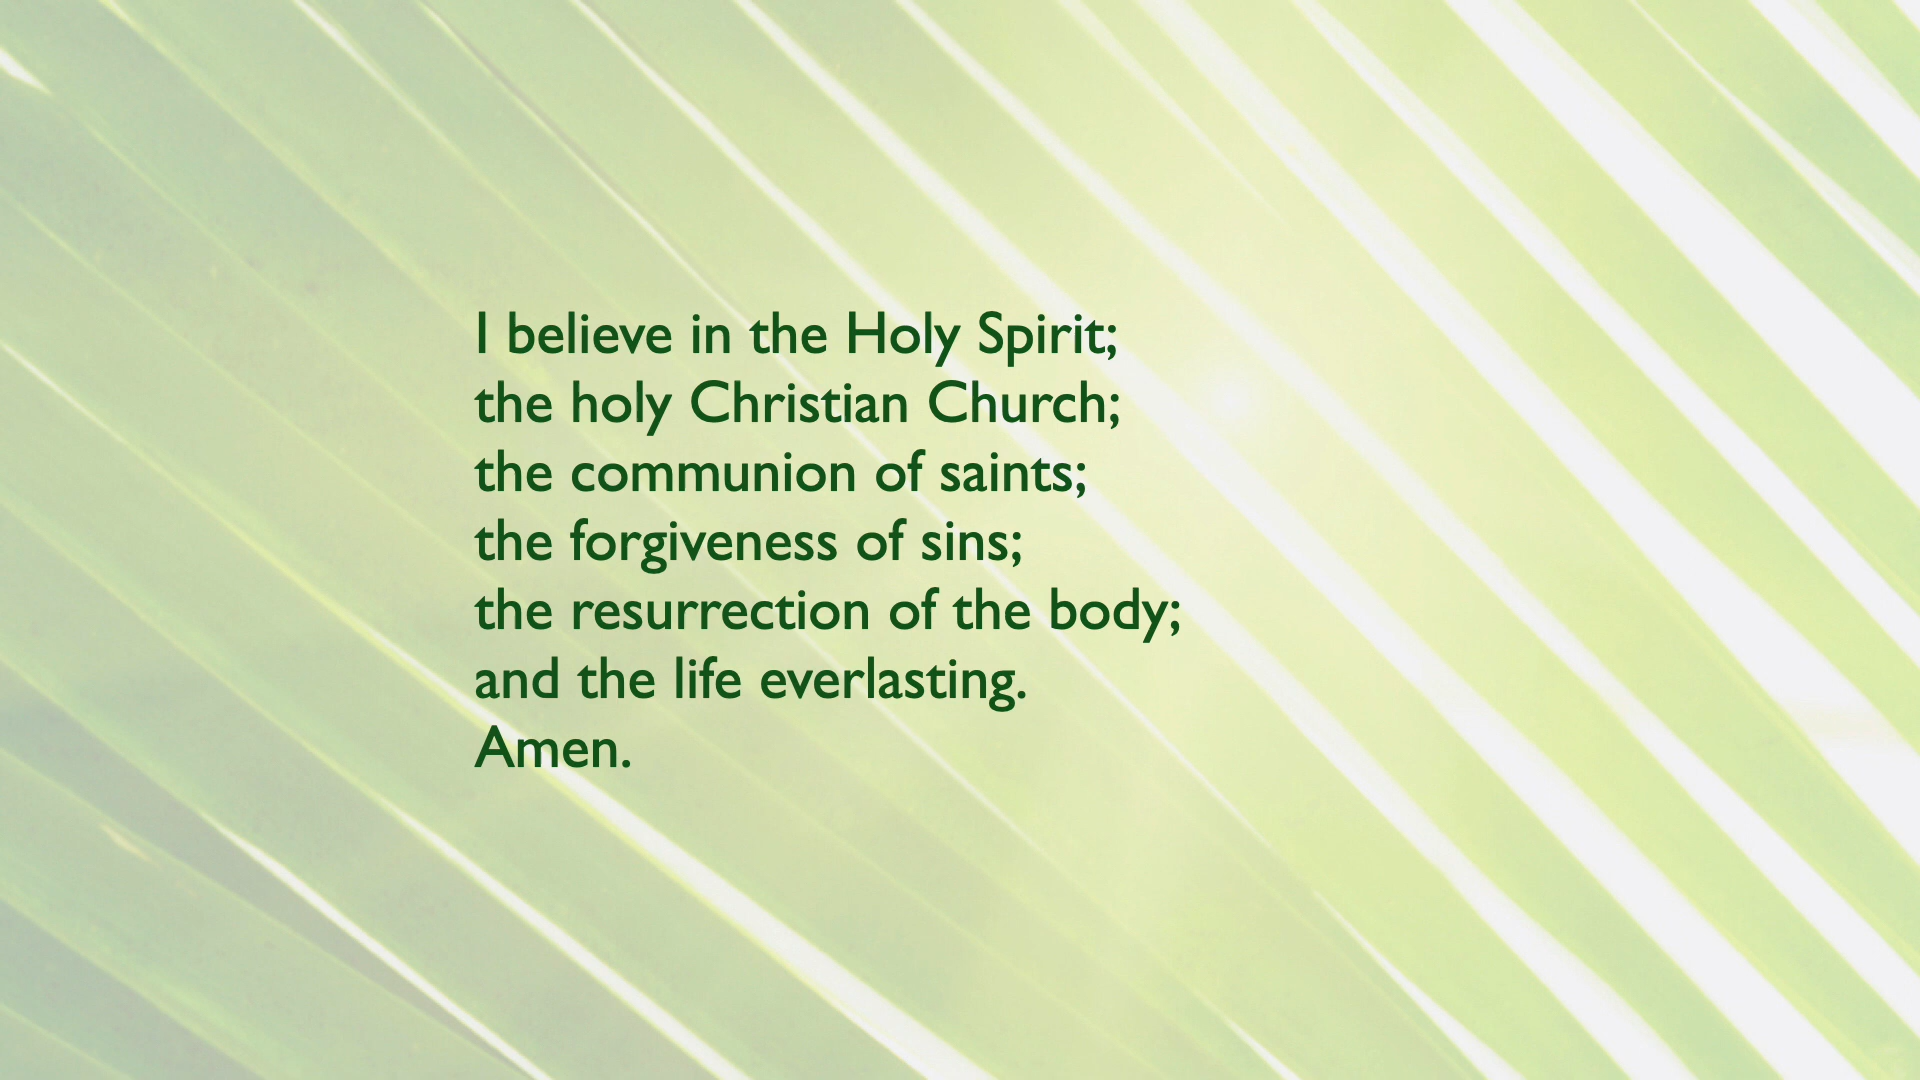 I believe in the Holy Spirit;
the holy Christian Church;
the communion of saints;
the forgiveness of sins;
the resurrection of the body;
and the life everlasting.
Amen.